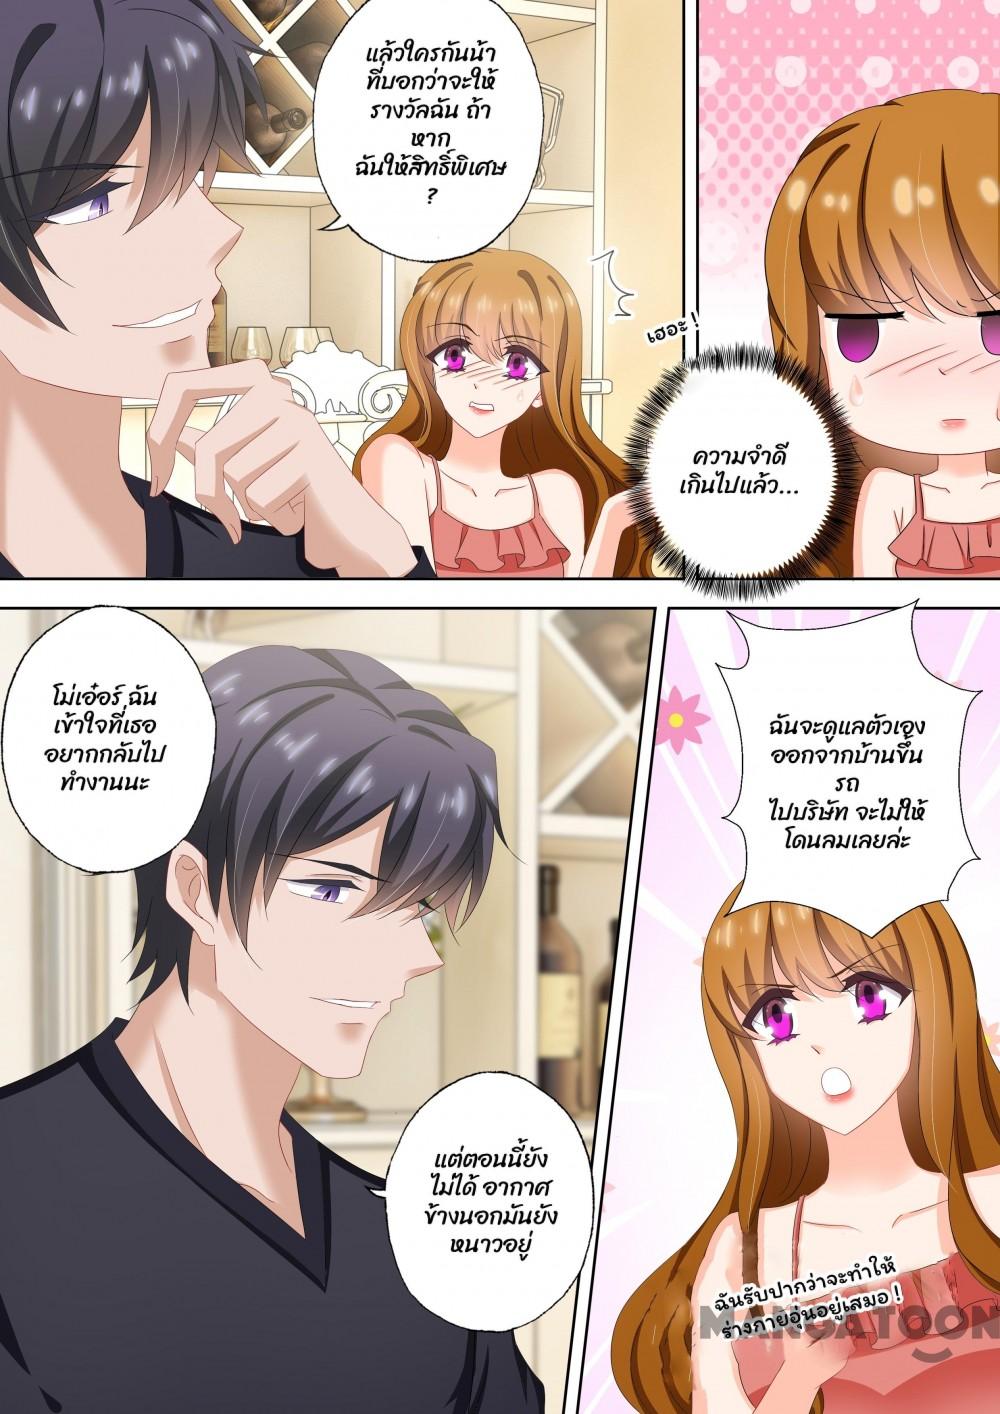 แล้วใครกันน้า
ที่บอกว่าจะให้
รางวัลฉัน ถ้า
หาก
ฉันให้สิทธิ์พิเศษ
?
เฮอะ !
ความจำดี
เกินไปแล้ว...
โม่เอ๋อร์ ฉัน
เข้าใจที่เธอ
อยากกลับไป
ทำงานนะ
แต่ตอนนี้ยัง
ไม่ได้ อากาศ
ข้างนอกมันยัง
หนาวอยู่
ฉันจะดูแลตัวเอง
ออกจากบ้านขึ้น
รถ
ไปบริษัท จะไม่ให้
โดนลมเลยล่ะ
ฉันรับปากว่าจะทำให้
ร่างกายอุ่นอยู่เสมอ !
MANGATOON